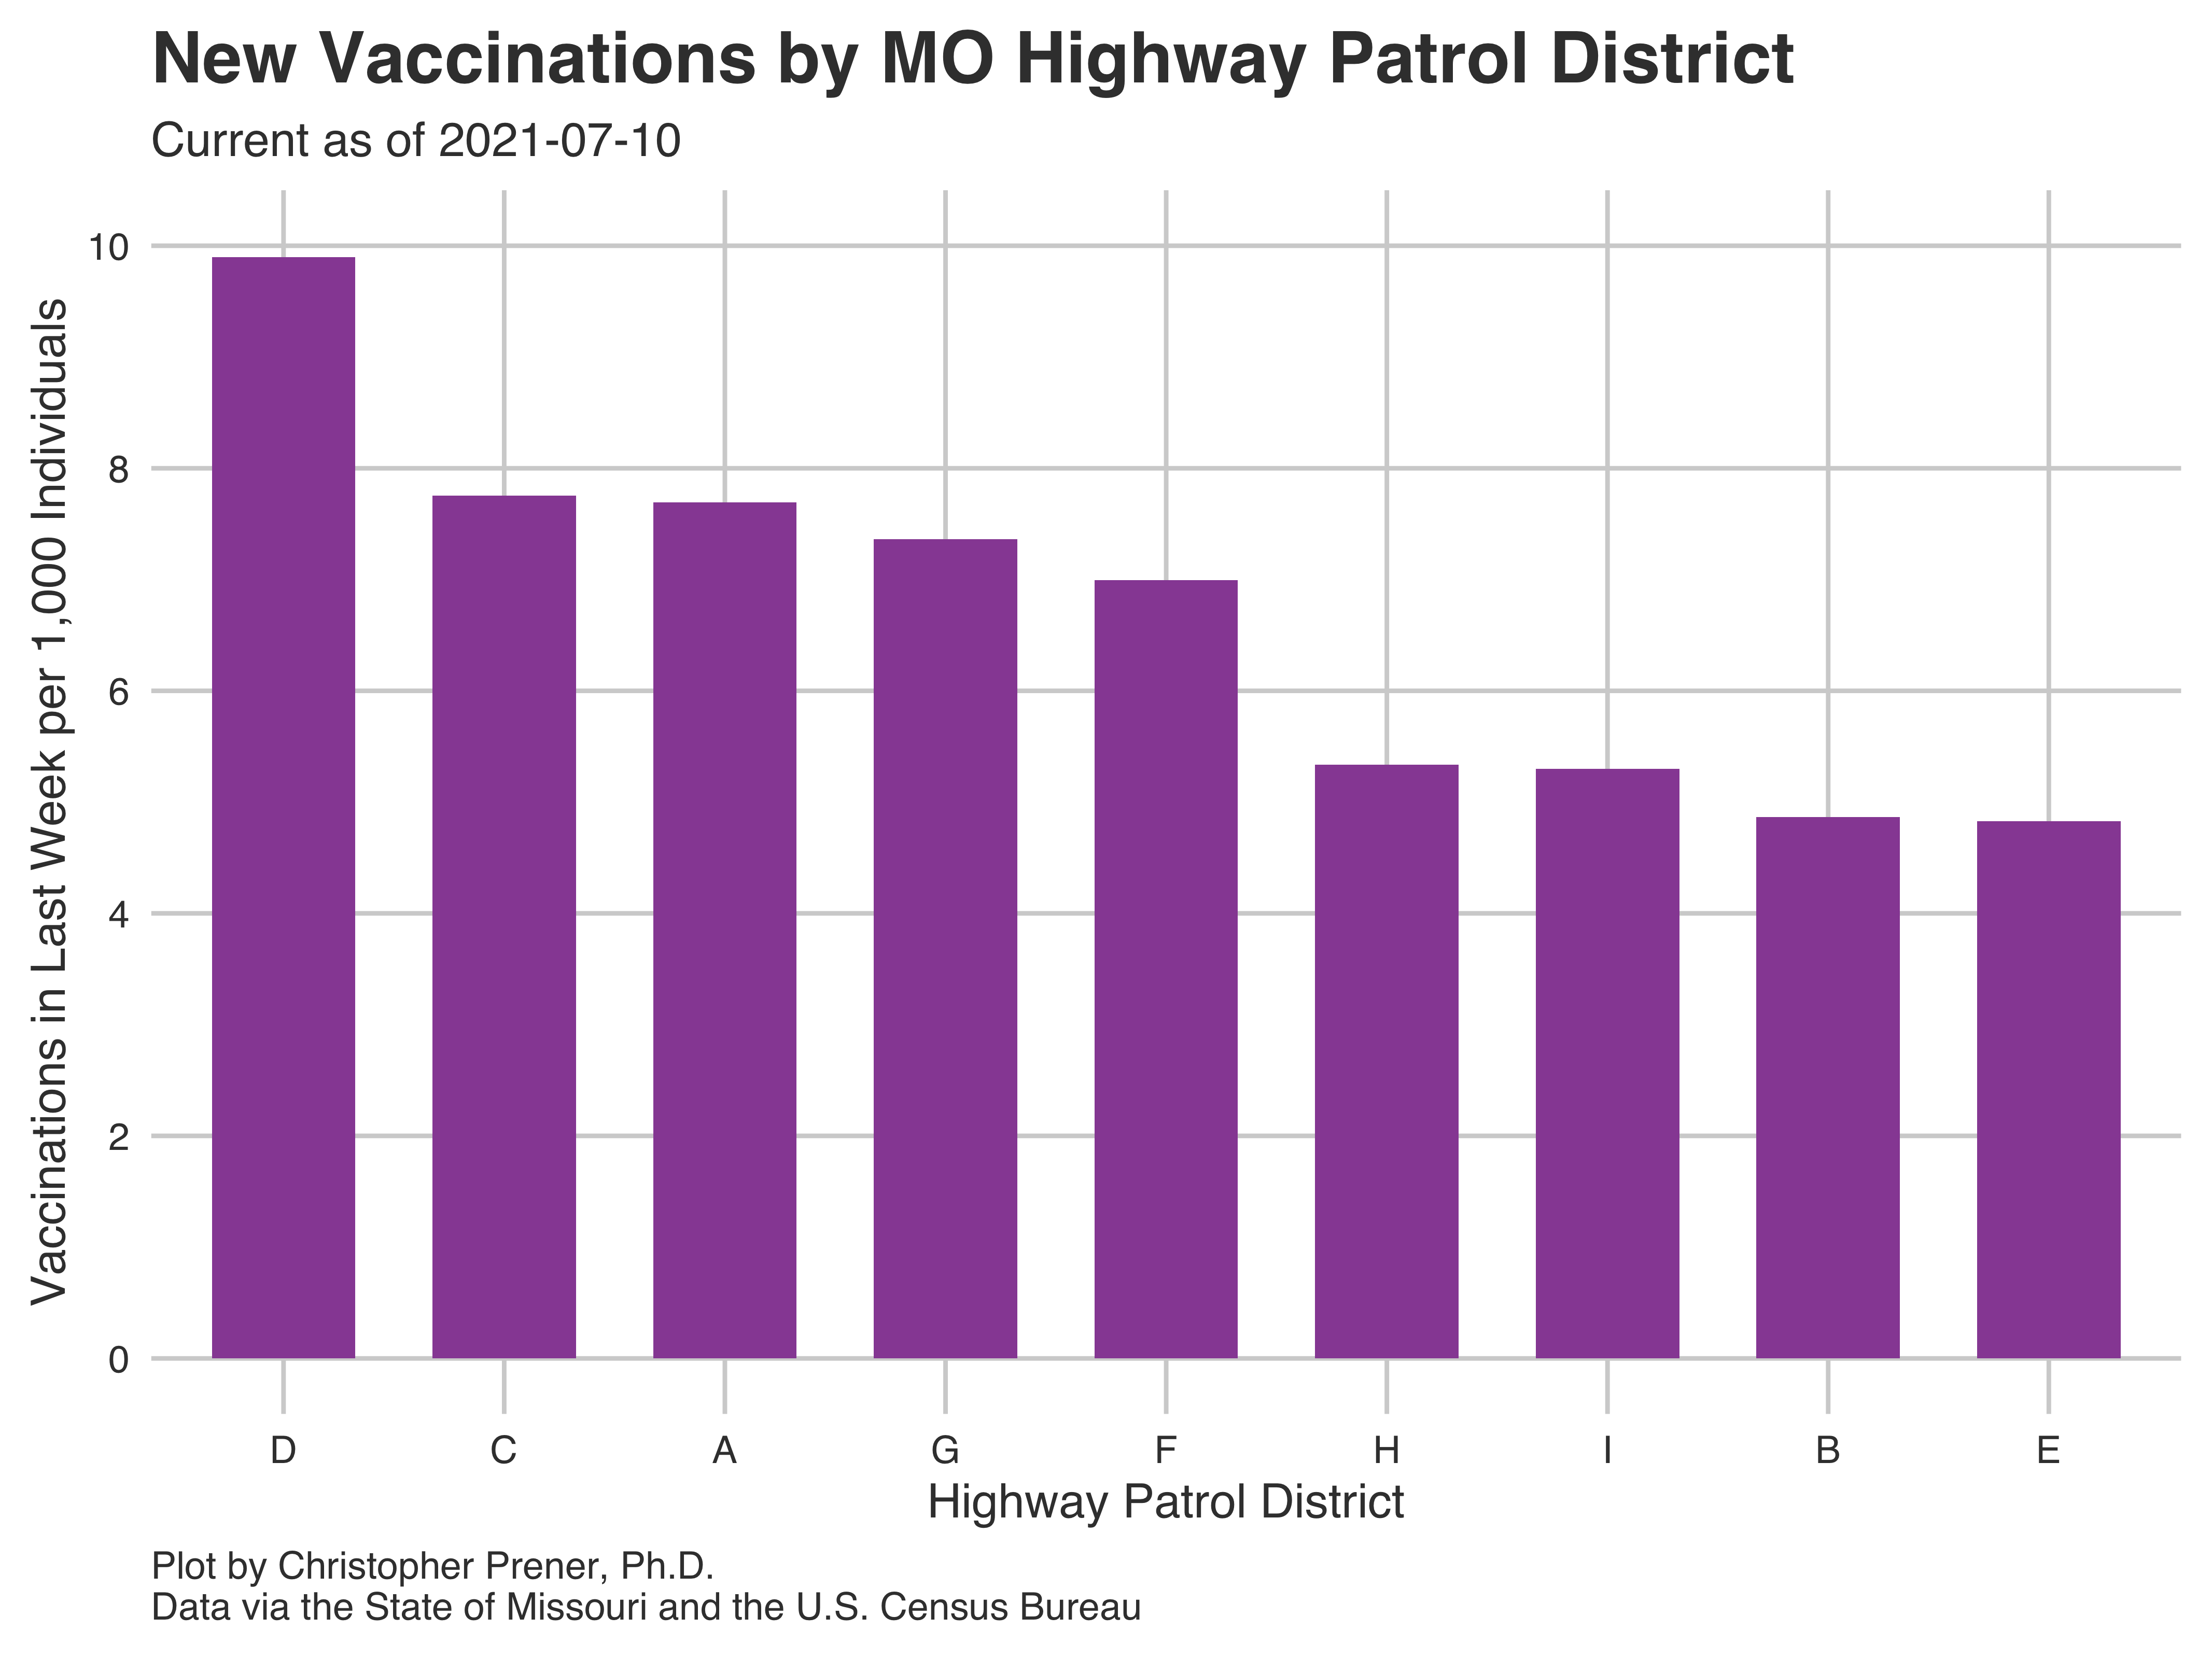 New Vaccinations by MO Highway Patrol District
Current as of 2021-07-10
Vaccinations in Last Week per 1,000 Individuals
10
8
6
4
2
0
D C A G F H I B E
Highway Patrol District
Plot by Christopher Prener, Ph.D.
Data via the State of Missouri and the U.S. Census Bureau